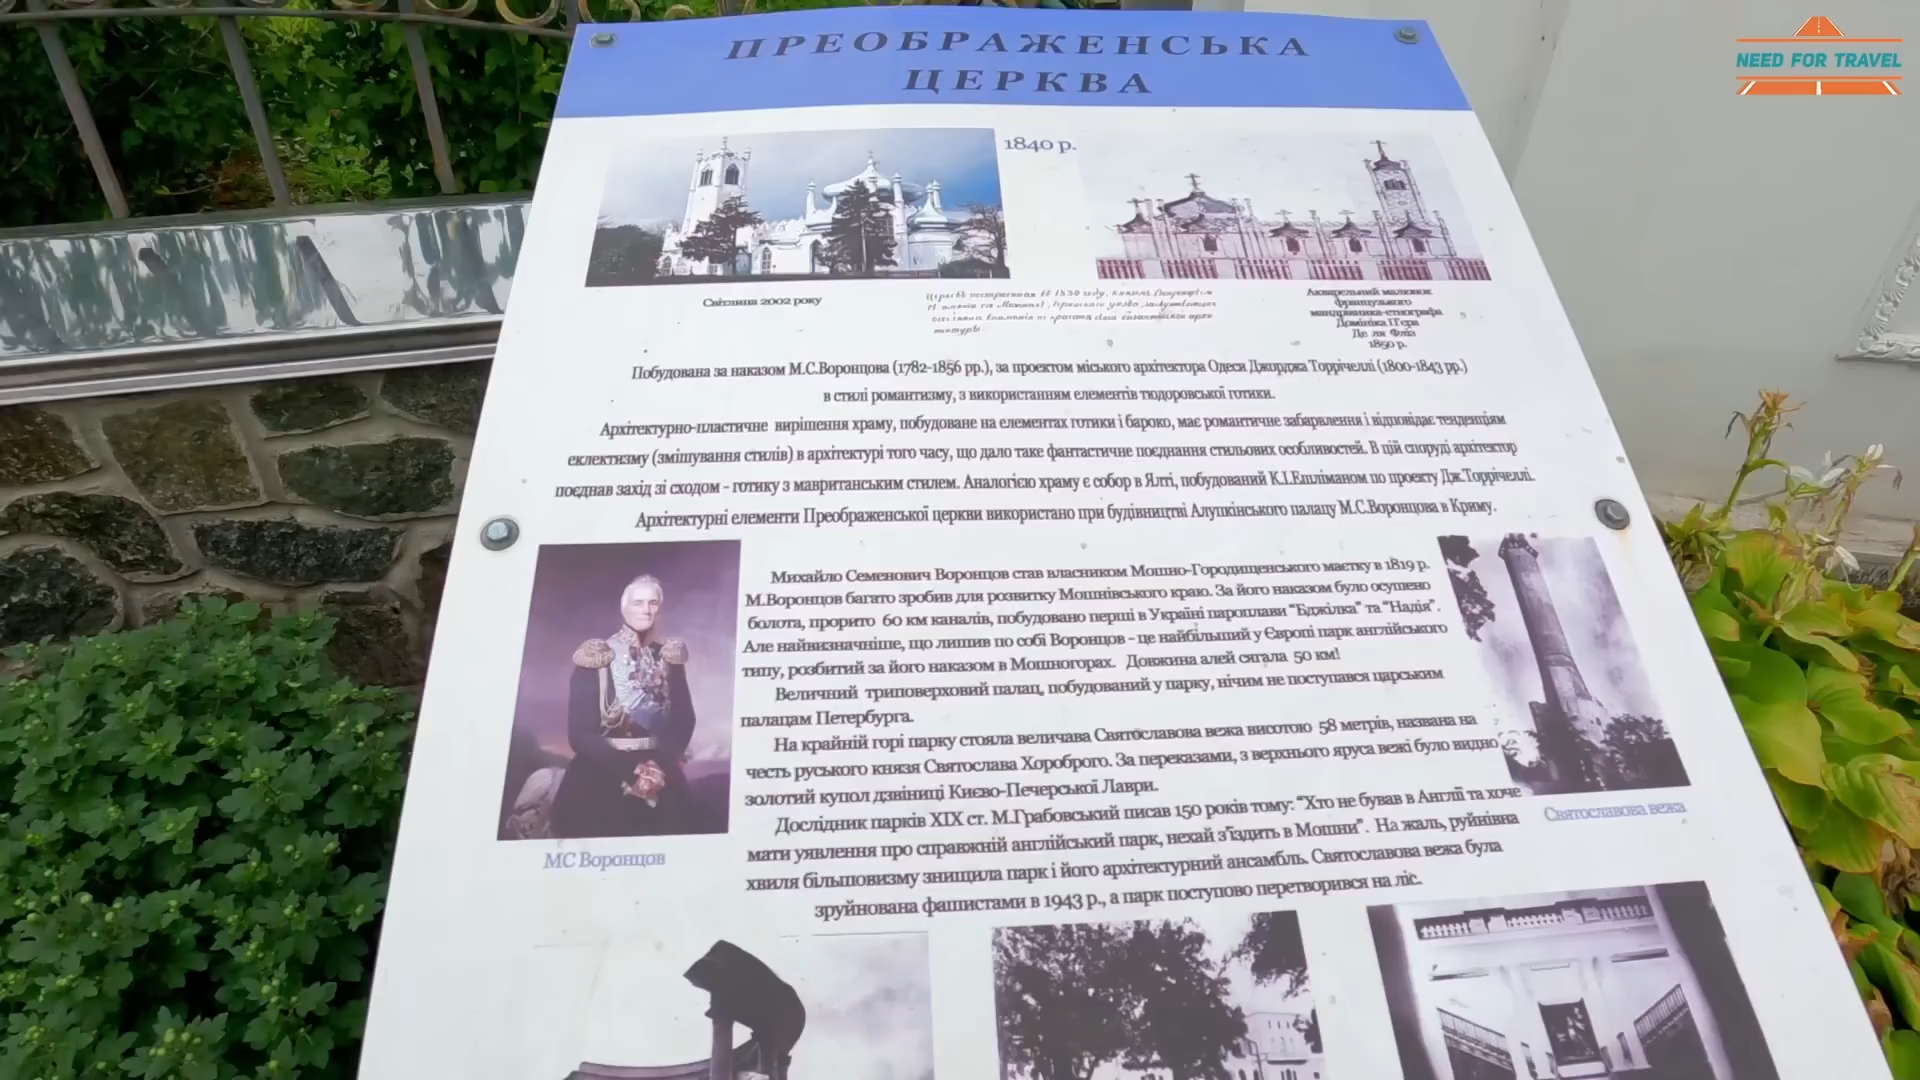 NEED FOR TRAVEL
ПРЕОБРАЖЕНСЬКА
ЦЕРКВА
1840 р.
Світлина 2002 року
Акварельний малюнок
французького
мандрівника-етнографа
Домініка П'єра
Де ля Фліз
1850 р.
Побудована за наказом М.С.Воронцова (1782-1856 рр.), за проектом міського архітектора Одеси Джорджа Торрічеллі (1800-1843 рр.)
в стилі романтизму, з використанням елементів тюдоровської готики.
Архітектурно-пластичне вирішення храму, побудоване на елементах готики і бароко, має романтичне забарвлення і відповідає тенденціям
еклектизму (змішування стилів) в архітектурі того часу, що дало таке фантастичне поєднання стильових особливостей. В цій споруді архітектор
поєднав захід зі сходом - готику з мавританським стилем. Аналогією храму є собор в Ялті, побудований К.І.Ешліманом по проекту Дж.Торрічеллі.
Архітектурні елементи Преображенської церкви використано при будівництві Алупкінського палацу М.С.Воронцова в Криму.
Михайло Семенович Воронцов став власником Мошно-Городищенського маєтку в 1819 р.
М.Воронцов багато зробив для розвитку Мошнівського краю. За його наказом було осушено
болота, прорито 60 км каналів, побудовано перші в Україні пароплави "Бджілка" та "Надія".
Але найвизначніше, що лишив по собі Воронцов - це найбільший у Європі парк англійського
типу, розбитий за його наказом в Мошногорах. Довжина алей сягала 50 км!
Величний триповерховий палац, побудований у парку, нічим не поступався царським
палацам Петербурга.
На крайній горі парку стояла величава Святославова вежа висотою 58 метрів, названа на
честь руського князя Святослава Хороброго. За переказами, з верхнього яруса вежі було видно
золотий купол дзвіниці Києво-Печерської Лаври.
Дослідник парків XIX ст. М.Грабовський писав 150 років тому: "Хто не бував в Англії та хоче
мати уявлення про справжній англійський парк, нехай з'їздить в Мошни". На жаль, руйнівна
хвиля більшовизму знищила парк і його архітектурний ансамбль. Святославова вежа була
зруйнована фашистами в 1943 р., а парк поступово перетворився на ліс.
МС Воронцов
Святославова вежа